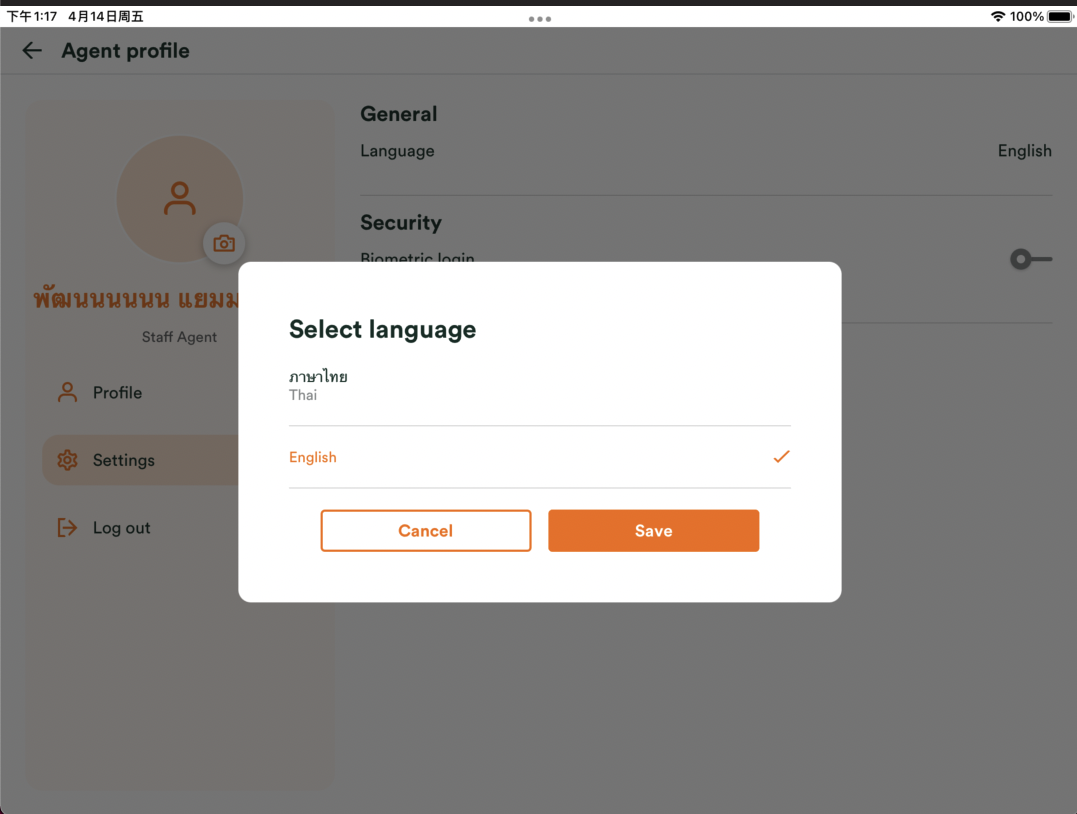 下午1:17 4月14日周五
100%
Agent profile
พัฒนนนนนน แยมม
Staff Agent
Profile
Settings
Log out
General
Language English
Security
Biometric login
Select language
ภาษาไทย
Thai
English
Cancel Save